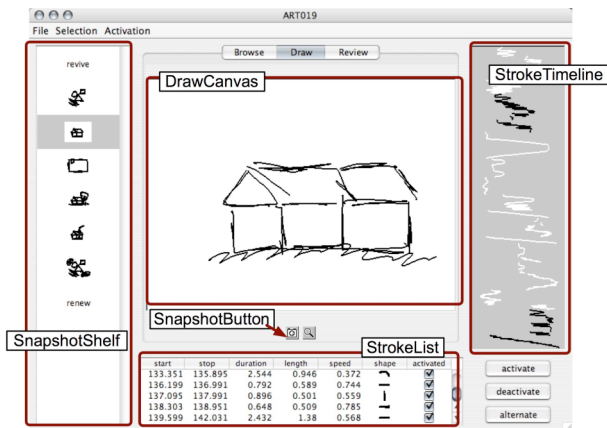 ART019
File Selection Activation
Browse Draw Review
revive
DrawCanvas
StrokeTimeline
renew
SnapshotButton
SnapshotShelf
StrokeList
start stop duration length speed shape activated
133.351 135.895 2.544 0.946 0.372
136.199 136.991 0.792 0.589 0.744
137.095 137.991 0.896 0.501 0.559
138.303 138.951 0.648 0.509 0.785
139.599 142.031 2.432 1.38 0.568
activate
deactivate
alternate